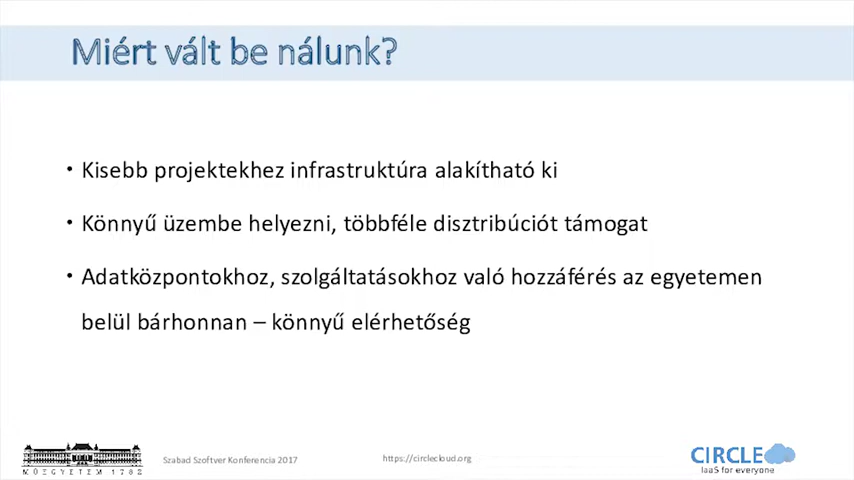 Miért vált be nálunk?
• Kisebb projektekhez infrastruktúra alakítható ki
• Könnyű üzembe helyezni, többféle disztribúciót támogat
• Adatközpontokhoz, szolgáltatásokhoz való hozzáférés az egyetemen
belül bárhonnan – könnyű elérhetőség
MŰEGYETEM 1782
Szabad Szoftver Konferencia 2017
https://circlecloud.org
CIRCLE
IaaS for everyone